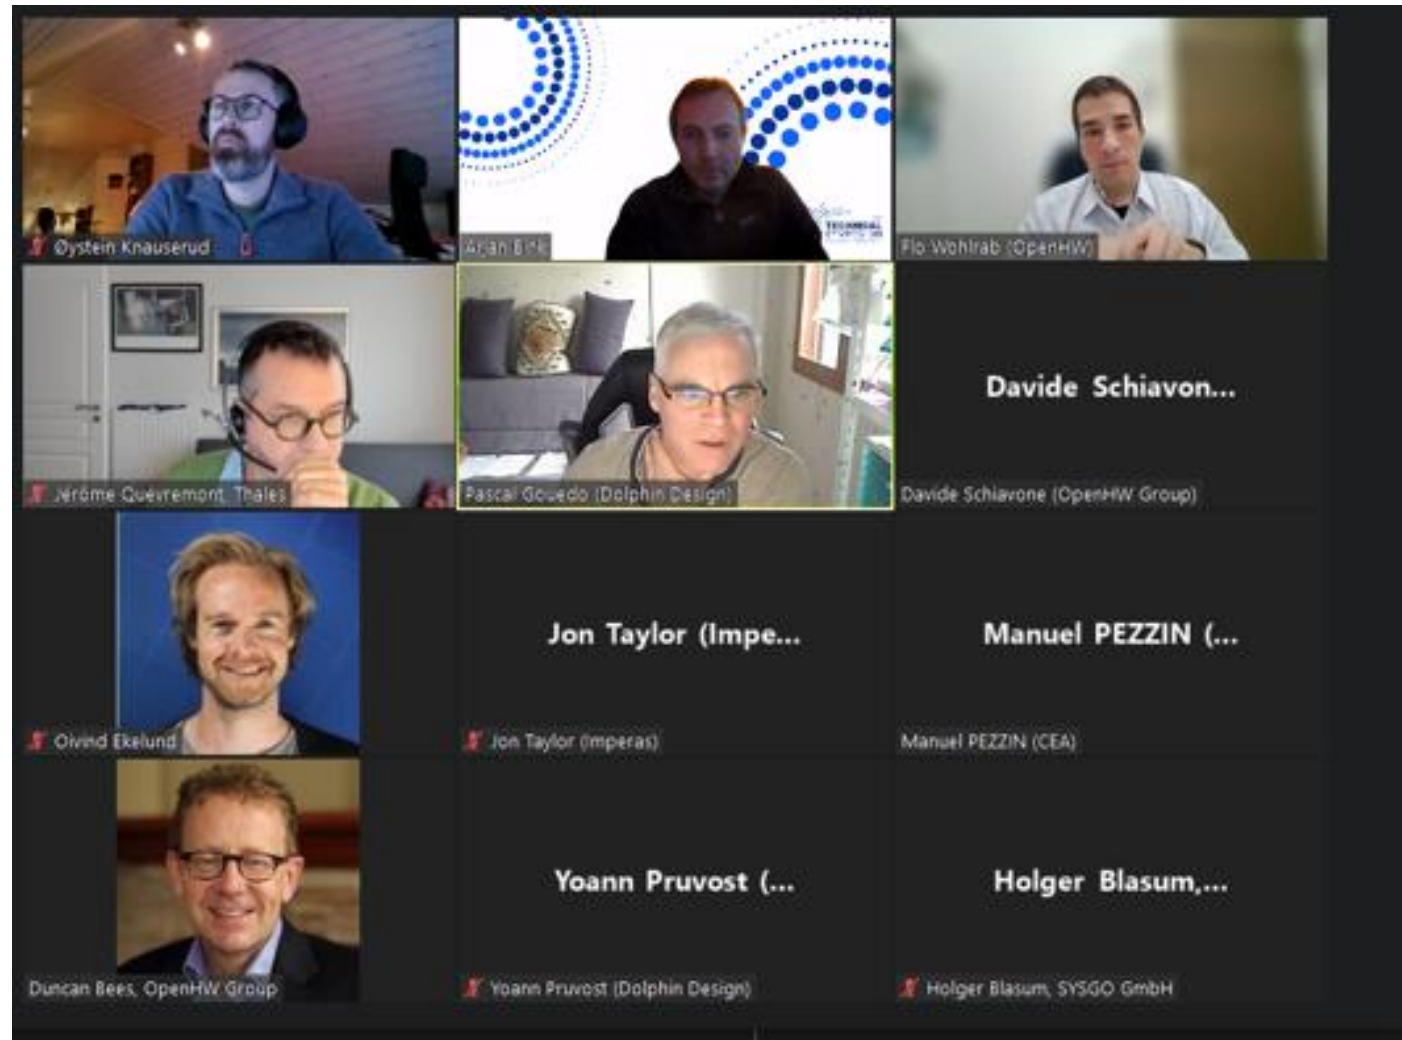 Øystein Knauserud
Arjan Bink
TECHNICAL
Flo Wohlrab (OpenHW)
Jérôme Quévremont, Thales
Pascal Gouedo (Dolphin Design)
Davide Schiavon...
Davide Schiavone (OpenHW Group)
Oivind Ekelund
Jon Taylor (Impe...
Jon Taylor (Imperas)
Manuel PEZZIN (...
Manuel PEZZIN (CEA)
Duncan Bees, OpenHW Group
Yoann Pruvost (...
Yoann Pruvost (Dolphin Design)
Holger Blasum,...
Holger Blasum, SYSGO GmbH